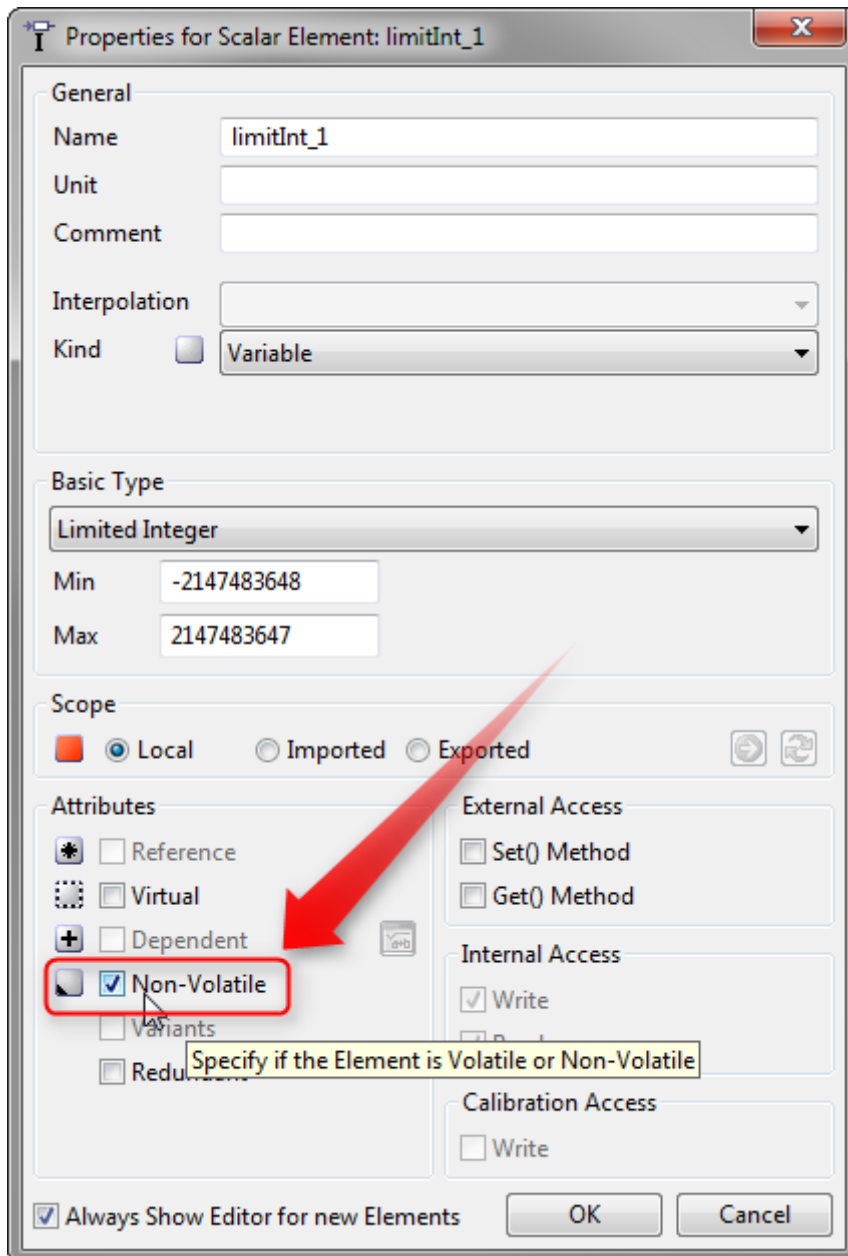 Properties for Scalar Element: limitInt_1
General
Name limitInt_1
Unit
Comment
Interpolation
Kind Variable
Basic Type
Limited Integer
Min -2147483648
Max 2147483647
Scope
Local Imported Exported
Attributes
Reference
Virtual
Dependent
Non-Volatile
Variants
Specify if the Element is Volatile or Non-Volatile
External Access
Set() Method
Get() Method
Internal Access
Write
Calibration Access
Write
Always Show Editor for new Elements OK Cancel